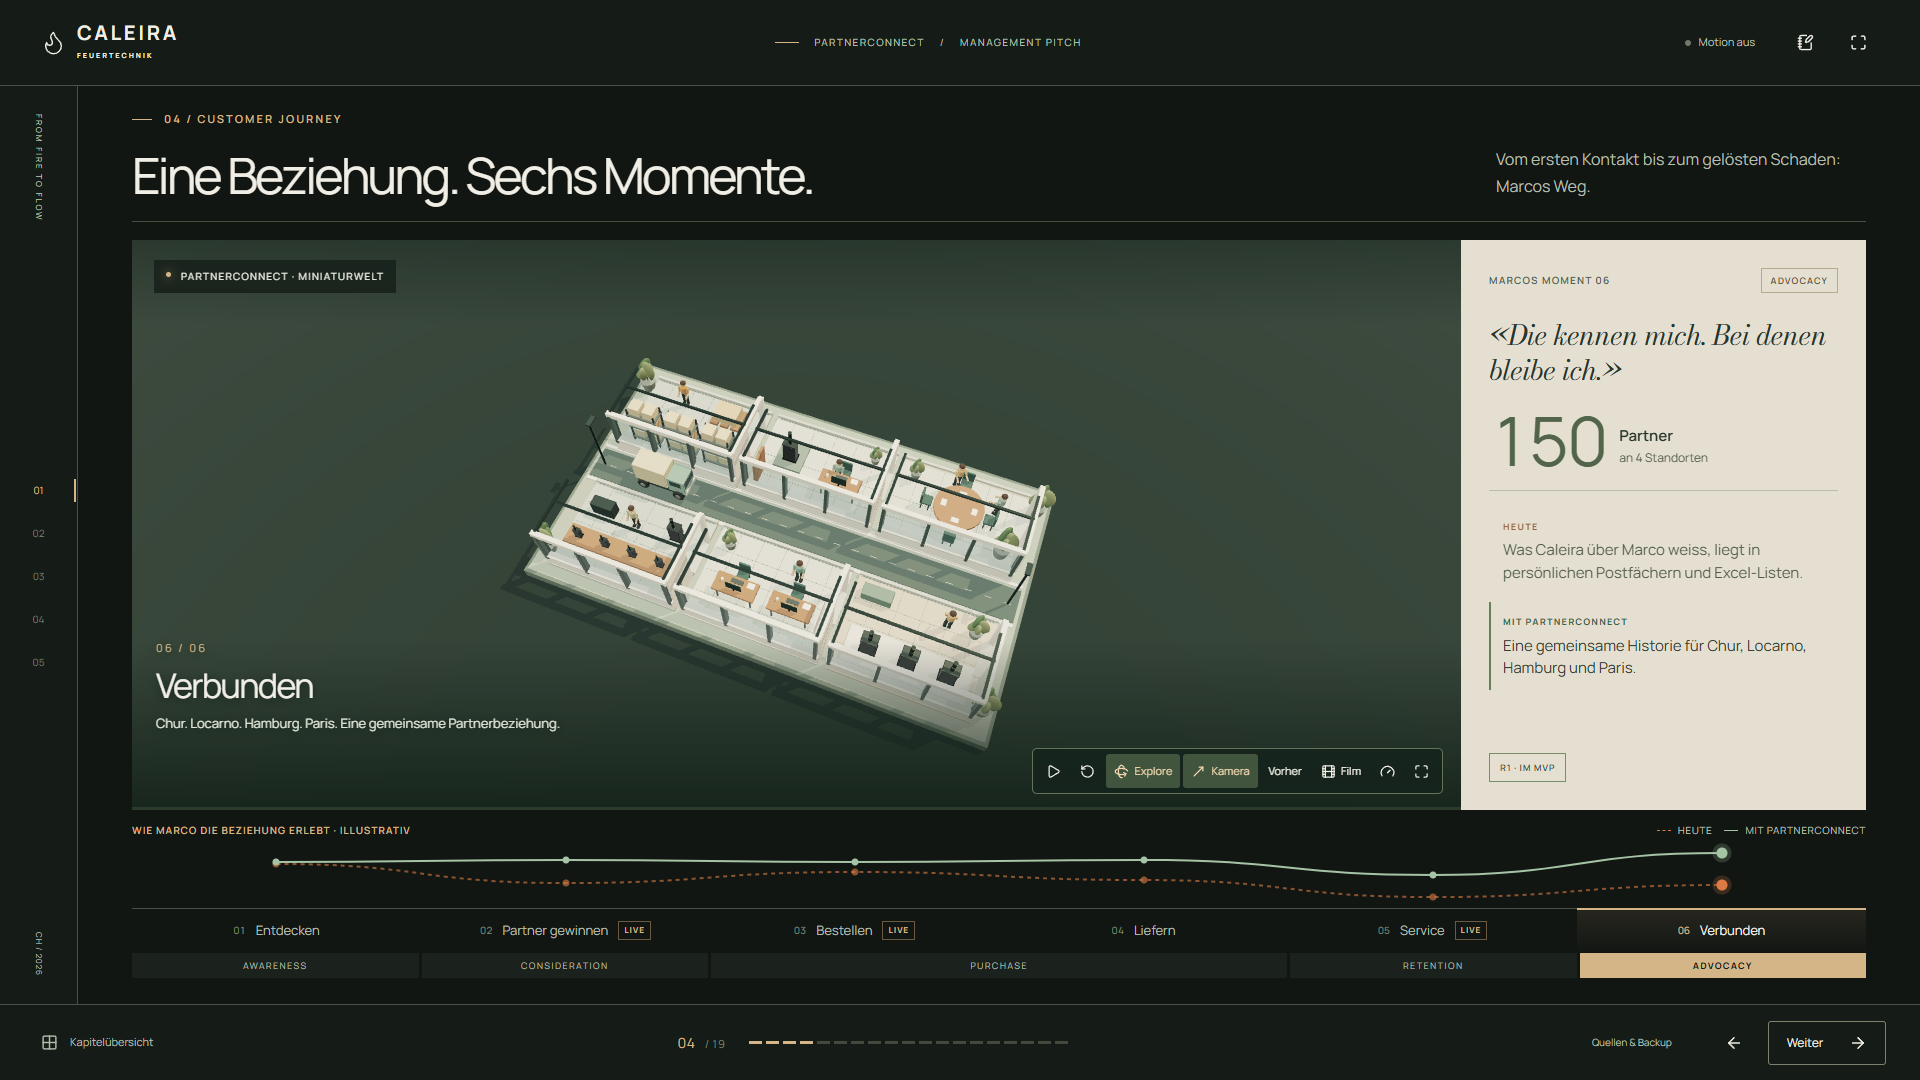 CALEIRA
FEUERTECHNIK
PARTNERCONNECT / MANAGEMENT PITCH
Motion aus
FROM FIRE TO FLOW
04 / CUSTOMER JOURNEY
Eine Beziehung. Sechs Momente.
Vom ersten Kontakt bis zum gelösten Schaden:
Marcos Weg.
01
02
03
04
05
CH / 2026
PARTNERCONNECT · MINIATURWELT
06 / 06
Verbunden
Chur. Locarno. Hamburg. Paris. Eine gemeinsame Partnerbeziehung.
Explore
Kamera
Vorher
Film
MARCOS MOMENT 06
ADVOCACY
«Die kennen mich. Bei denen
bleibe ich.»
150
Partner
an 4 Standorten
HEUTE
Was Caleira über Marco weiss, liegt in
persönlichen Postfächern und Excel-Listen.
MIT PARTNERCONNECT
Eine gemeinsame Historie für Chur, Locarno,
Hamburg und Paris.
R1 · IM MVP
WIE MARCO DIE BEZIEHUNG ERLEBT · ILLUSTRATIV
HEUTE
MIT PARTNERCONNECT
01 Entdecken
02 Partner gewinnen LIVE
03 Bestellen LIVE
04 Liefern
05 Service LIVE
06 Verbunden
AWARENESS
CONSIDERATION
PURCHASE
RETENTION
ADVOCACY
Kapitelübersicht
04 / 19
Quellen & Backup
Weiter